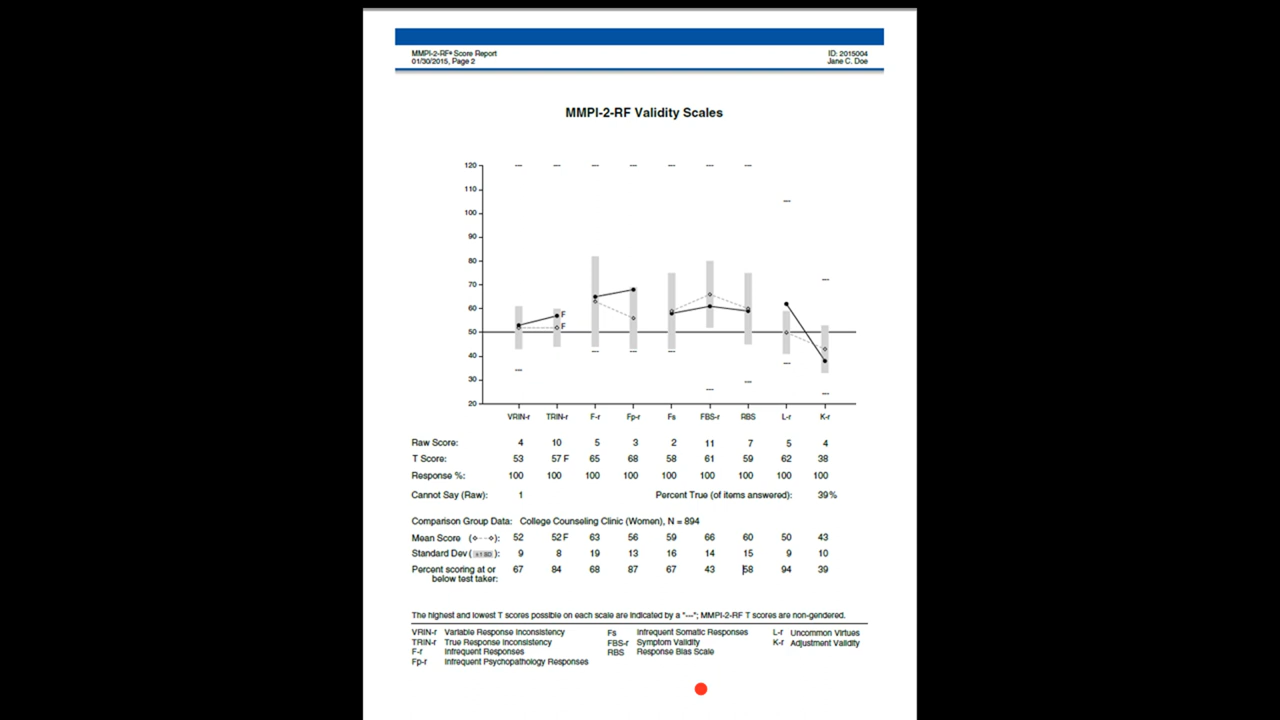 MMPI-2-RF® Score Report
01/30/2015, Page 2
ID: 2015004
Jane C. Doe
MMPI-2-RF Validity Scales
120
110
100
90
80
70
60
50
40
30
20
F
F
VRIN-r TRIN-r F-r Fp-r Fs FBS-r RBS L-r K-r
Raw Score: 4 10 5 3 2 11 7 5 4
T Score: 53 57 F 65 68 58 61 59 62 38
Response %: 100 100 100 100 100 100 100 100 100
Cannot Say (Raw): 1 Percent True (of items answered): 39 %
Comparison Group Data: College Counseling Clinic (Women), N = 894
Mean Score (◇---◇): 52 52 F 63 56 59 66 60 50 43
Standard Dev ( ±1 SD ): 9 8 19 13 16 14 15 9 10
Percent scoring at or 67 84 68 87 67 43 58 94 39
below test taker:
The highest and lowest T scores possible on each scale are indicated by a "---"; MMPI-2-RF T scores are non-gendered.
VRIN-r Variable Response Inconsistency Fs Infrequent Somatic Responses L-r Uncommon Virtues
TRIN-r True Response Inconsistency FBS-r Symptom Validity K-r Adjustment Validity
F-r Infrequent Responses RBS Response Bias Scale
Fp-r Infrequent Psychopathology Responses